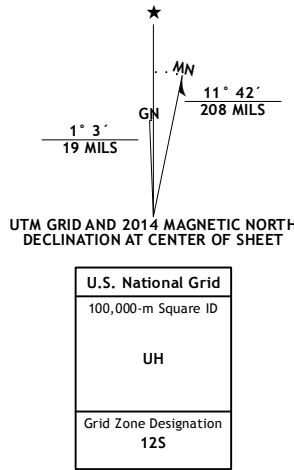 MN
GN
11° 42´
208 MILS
1° 3´
19 MILS
UTM GRID AND 2014 MAGNETIC NORTH
DECLINATION AT CENTER OF SHEET
U.S. National Grid
100,000-m Square ID
UH
Grid Zone Designation
12S